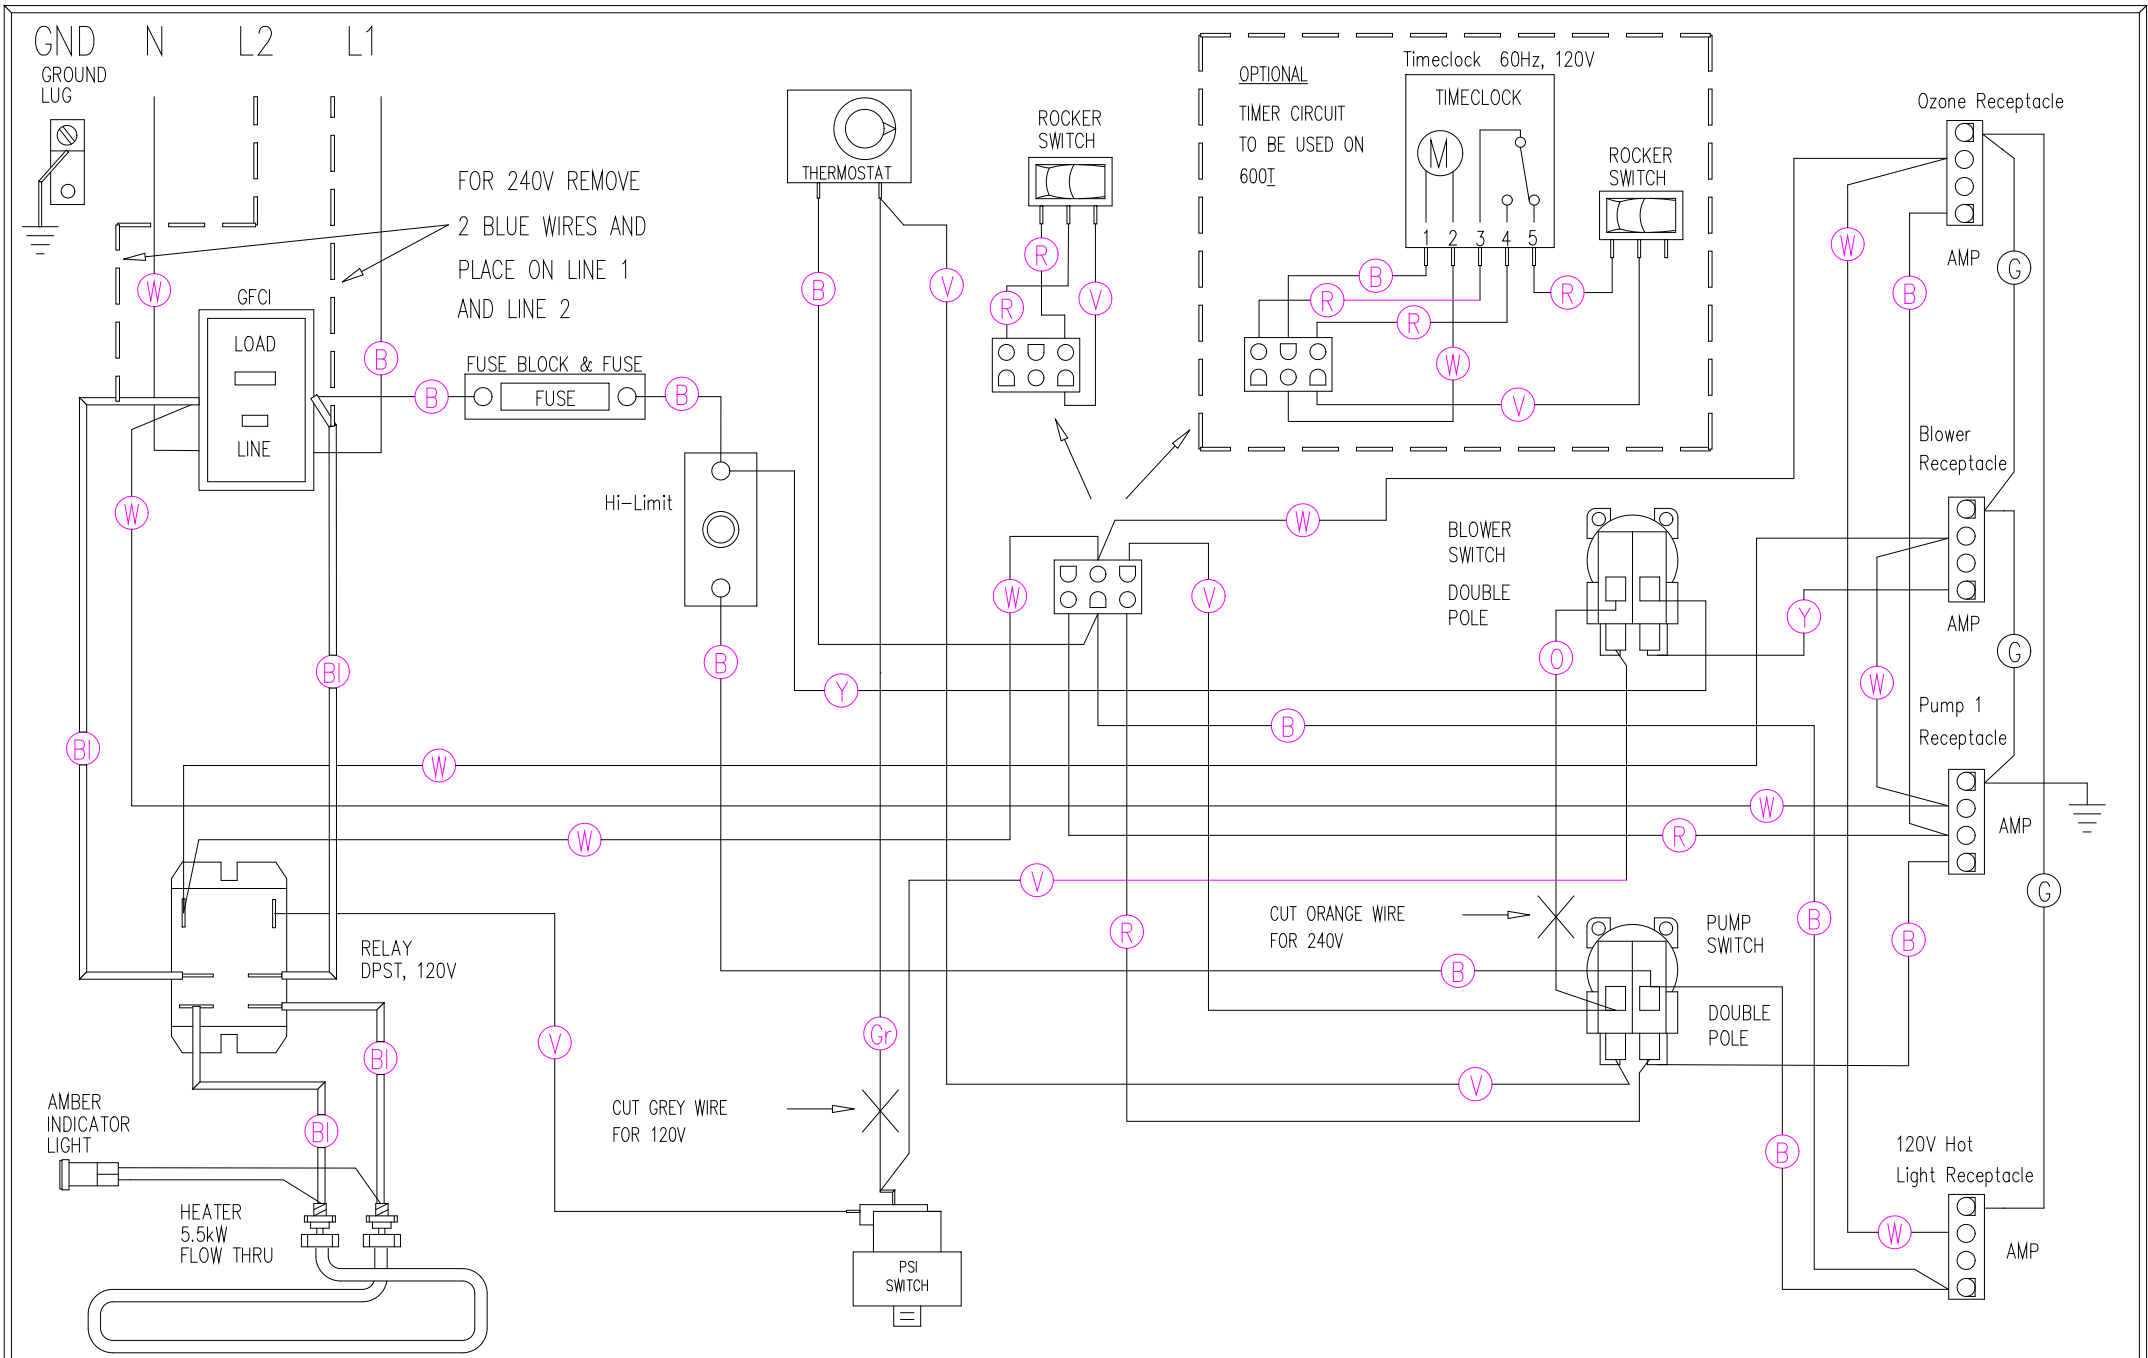 GND N L2 L1
GROUND
LUG
FOR 240V REMOVE
2 BLUE WIRES AND
PLACE ON LINE 1
AND LINE 2
GFCI
LOAD
LINE
W
B
B
B
W
FUSE BLOCK & FUSE
FUSE
Hi-Limit
THERMOSTAT
B
V
ROCKER
SWITCH
R
R
V
OPTIONAL
TIMER CIRCUIT
TO BE USED ON
600T
Timeclock 60Hz, 120V
TIMECLOCK
M
1 2 3 4 5
ROCKER
SWITCH
B
R
R
R
W
V
Ozone Receptacle
AMP
W
B
G
Blower
Receptacle
AMP
Y
G
W
Pump 1
Receptacle
AMP
G
W
BLOWER
SWITCH
DOUBLE
POLE
W
V
O
B
Bl
Y
B
Bl
W
W
W
R
V
R
B
B
CUT ORANGE WIRE
FOR 240V
PUMP
SWITCH
DOUBLE
POLE
B
RELAY
DPST, 120V
V
Gr
Bl
Bl
V
CUT GREY WIRE
FOR 120V
AMBER
INDICATOR
LIGHT
HEATER
5.5kW
FLOW THRU
PSI
SWITCH
B
120V Hot
Light Receptacle
W
AMP